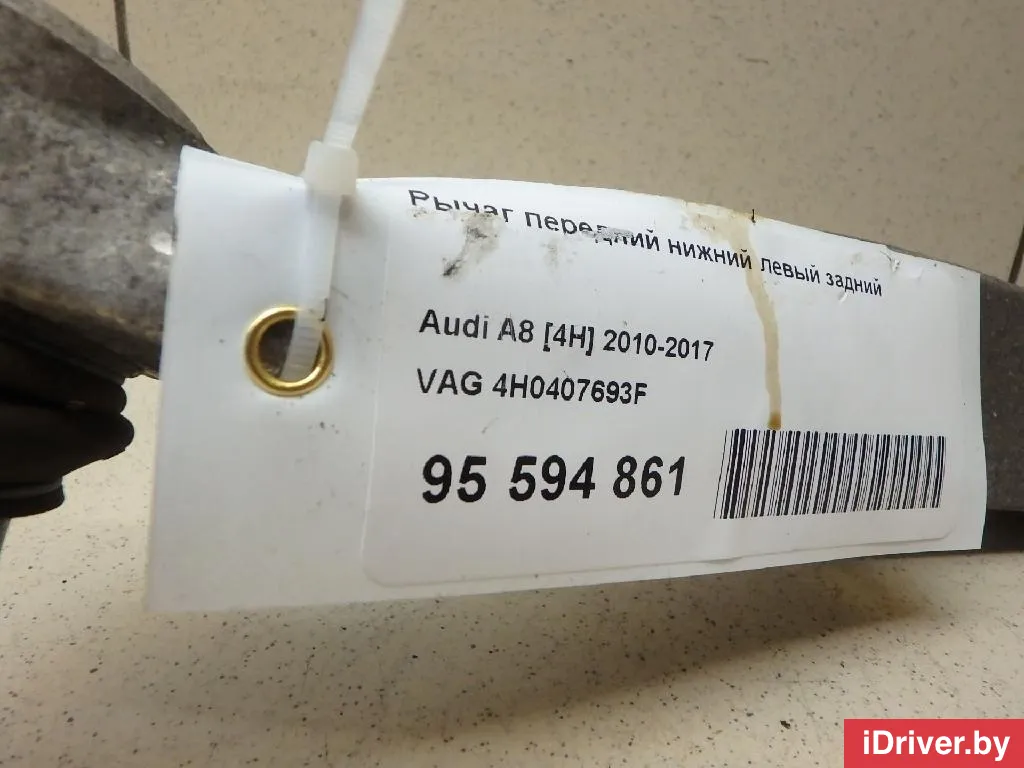 Рычаг передний нижний левый задний
Audi A8 [4H] 2010-2017
VAG 4H0407693F
95 594 861
iDriver.by